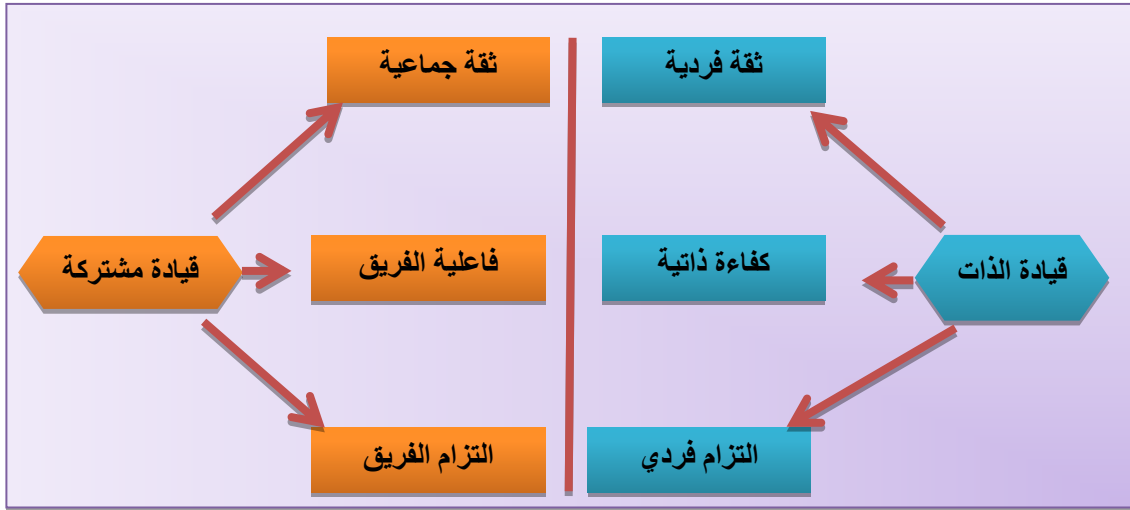 ثقة فردية
ثقة جماعية
قيادة الذات
كفاءة ذاتية
فاعلية الفريق
قيادة مشتركة
التزام فردي
التزام الفريق